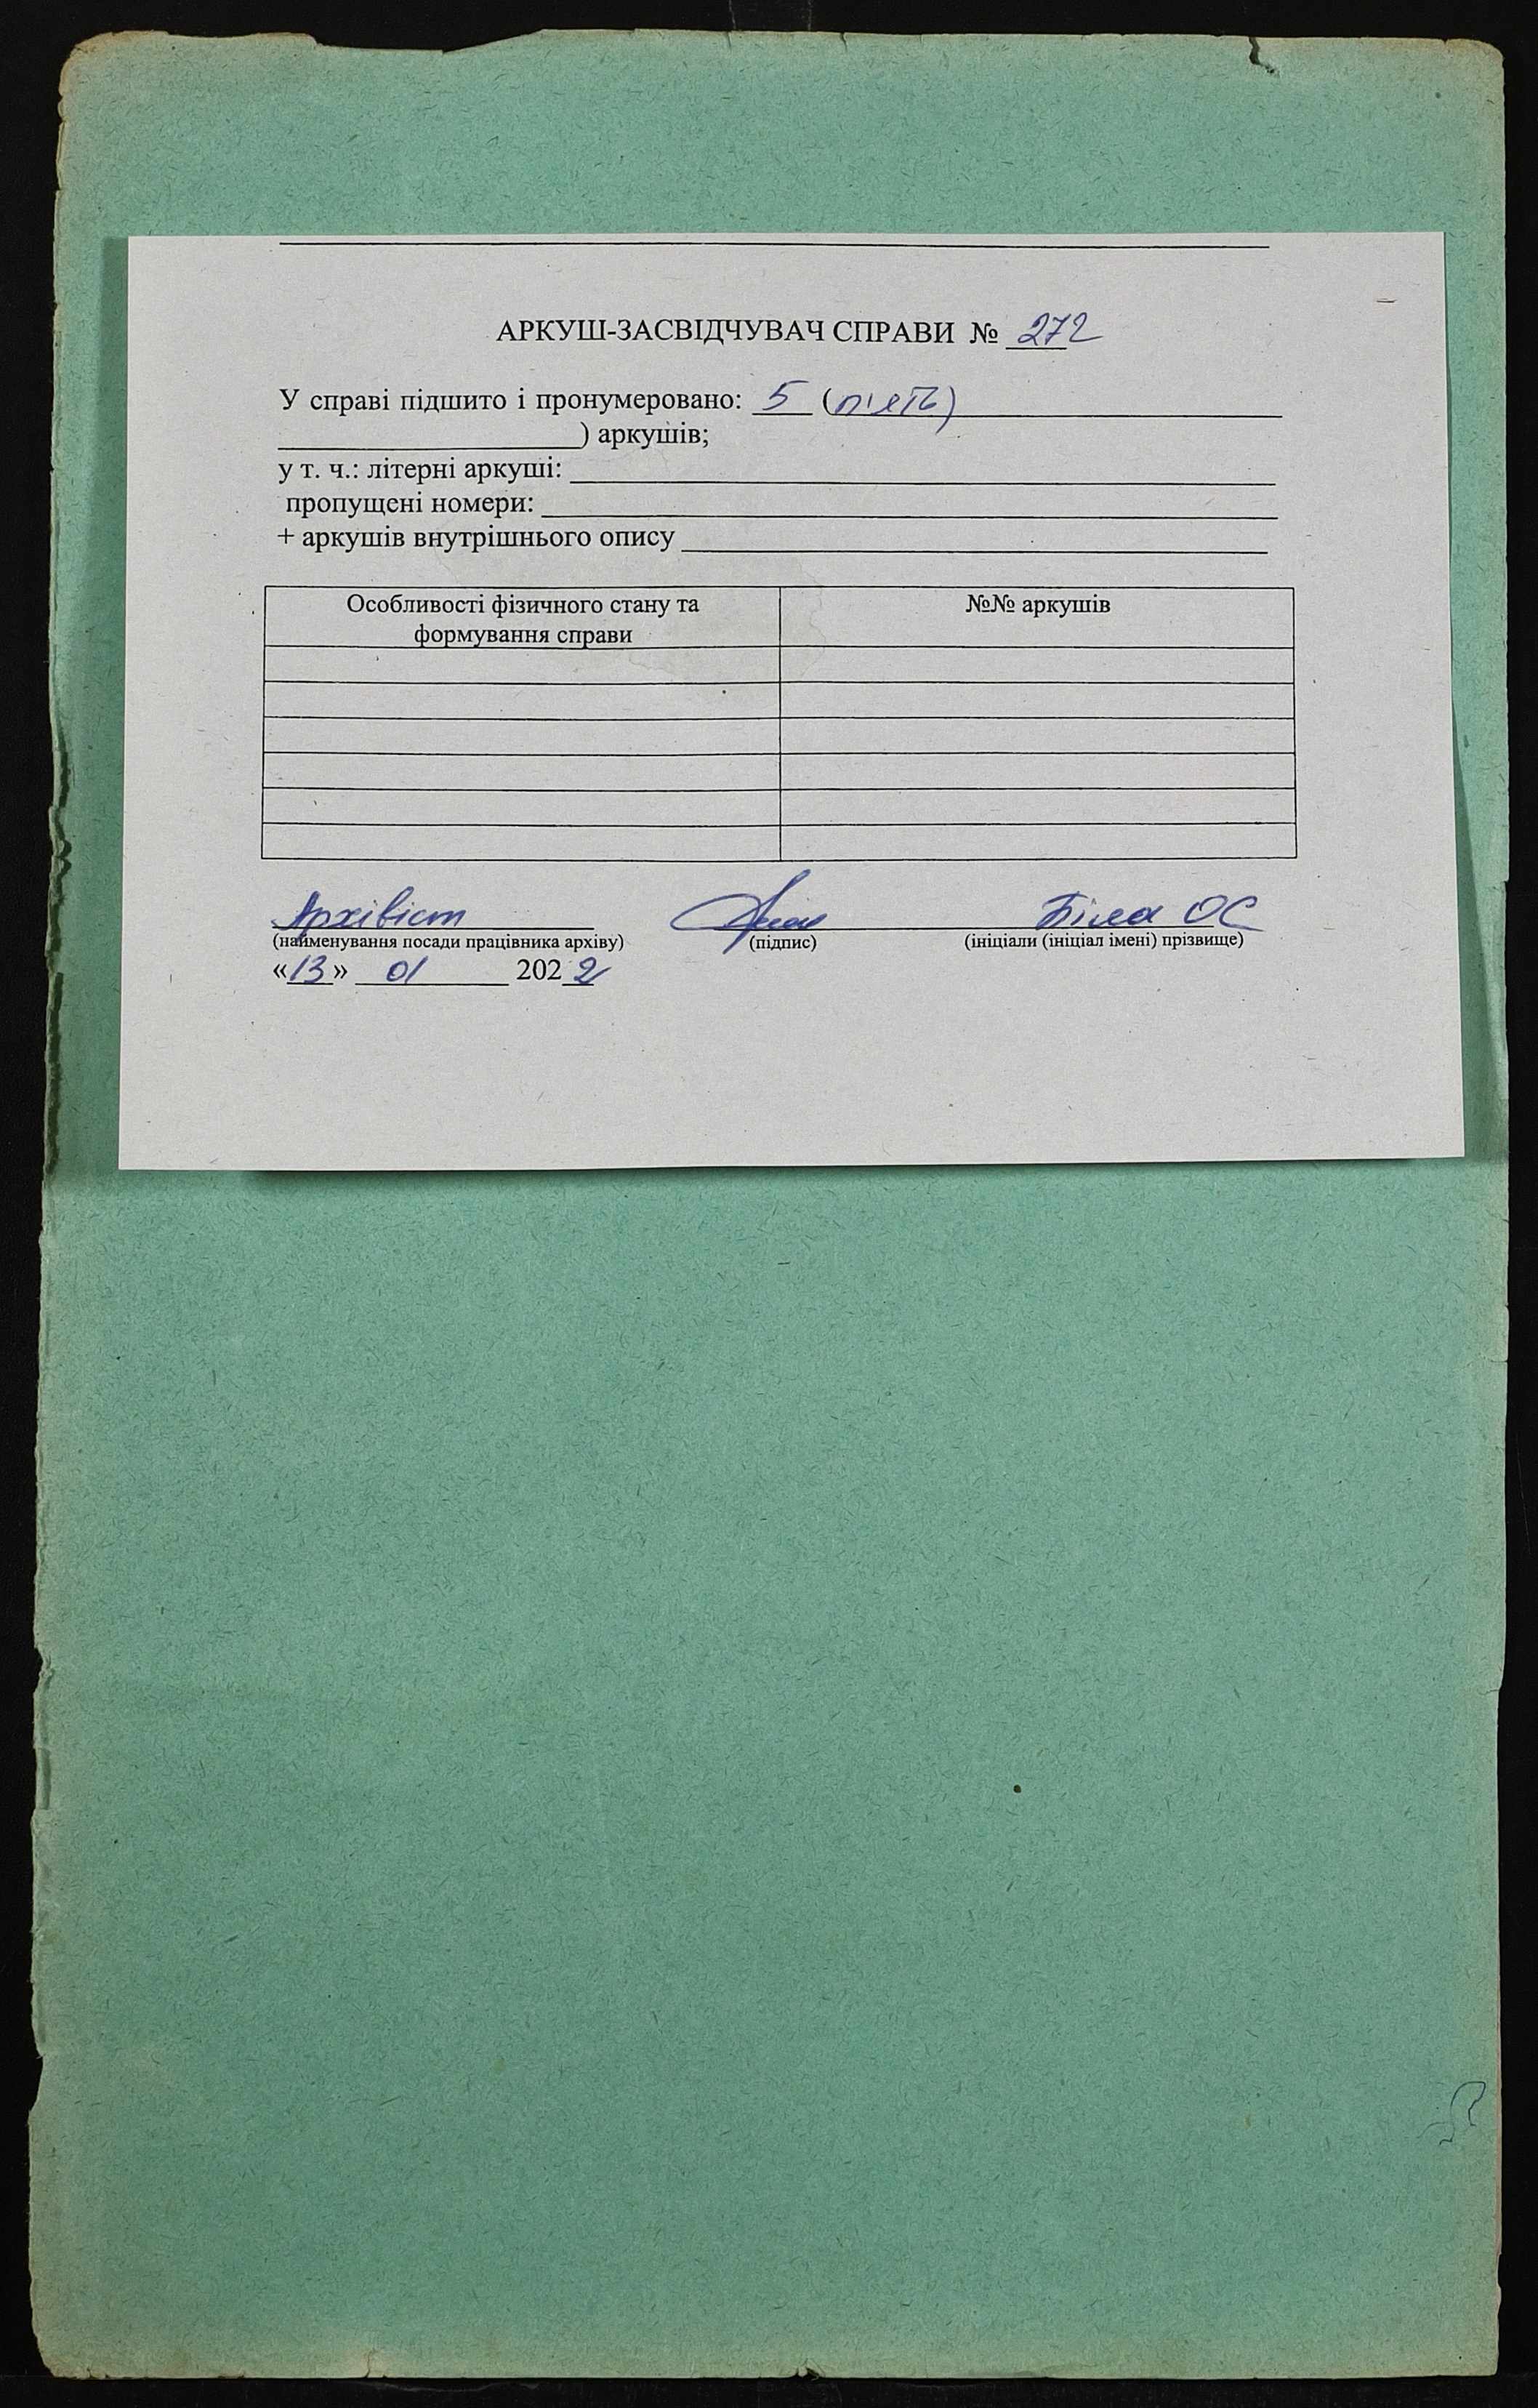 АРКУШ-ЗАСВІДЧУВАЧ СПРАВИ № 272
У справі підшито і пронумеровано: 5 (п'ять)
) аркушів;
у т. ч.: літерні аркуші:
пропущені номери:
+ аркушів внутрішнього опису
Особливості фізичного стану та №№ аркушів
формування справи
Архівіст Біла ОС
(найменування посади працівника архіву) (підпис) (ініціали (ініціал імені) прізвище)
«13» 01 2022